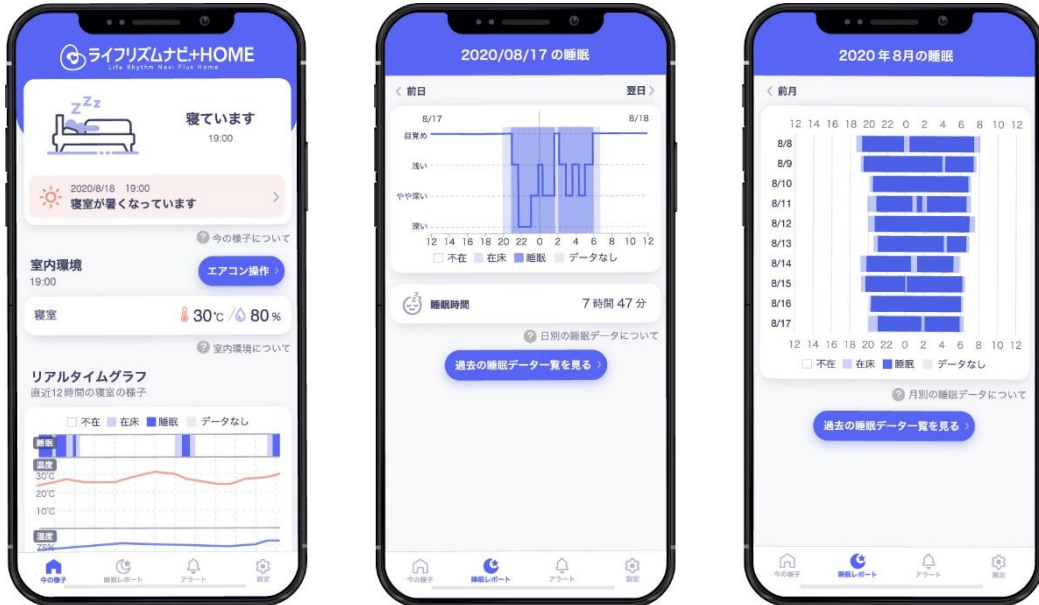 ライフリズムナビ+HOME
Life Rhythm Navi Plus Home
zzZ
寝ています
19:00
2020/8/18 19:00
寝室が暑くなっています
? 今の様子について
室内環境
19:00
エアコン操作
寝室
30℃ / 80%
? 室内環境について
リアルタイムグラフ
直近12時間の寝室の様子
不在 在床 睡眠 データなし
睡眠
温度
30℃
20℃
10℃
湿度
75%
今の様子 睡眠レポート アラート 設定
2020/08/17 の睡眠
前日 翌日
8/17 8/18
目覚め
浅い
やや深い
深い
12 14 16 18 20 22 0 2 4 6 8 10 12
不在 在床 睡眠 データなし
睡眠時間 7 時間 47 分
? 日別の睡眠データについて
過去の睡眠データ一覧を見る
今の様子 睡眠レポート アラート 設定
2020 年 8月の睡眠
前月
12 14 16 18 20 22 0 2 4 6 8 10 12
8/8
8/9
8/10
8/11
8/12
8/13
8/14
8/15
8/16
8/17
12 14 16 18 20 22 0 2 4 6 8 10 12
不在 在床 睡眠 データなし
? 月別の睡眠データについて
過去の睡眠データ一覧を見る
今の様子 睡眠レポート アラート 設定